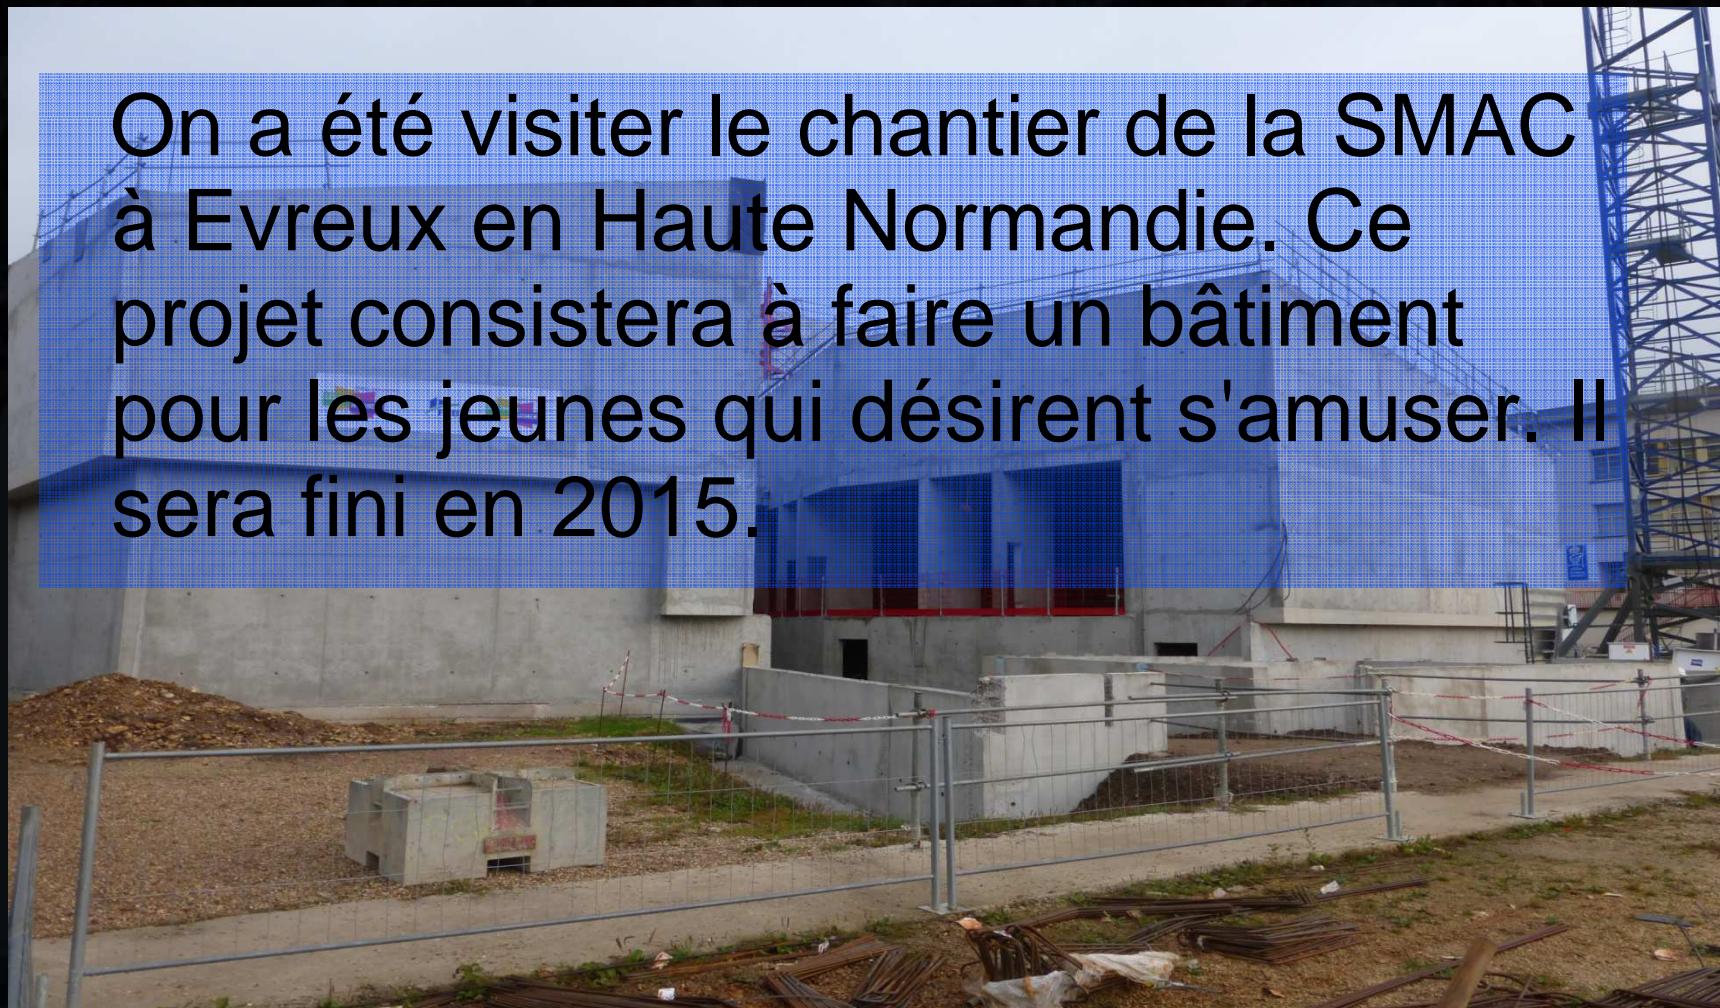 On a été visiter le chantier de la SMAC
à Evreux en Haute Normandie. Ce
projet consistera à faire un bâtiment
pour les jeunes qui désirent s'amuser. Il
sera fini en 2015.